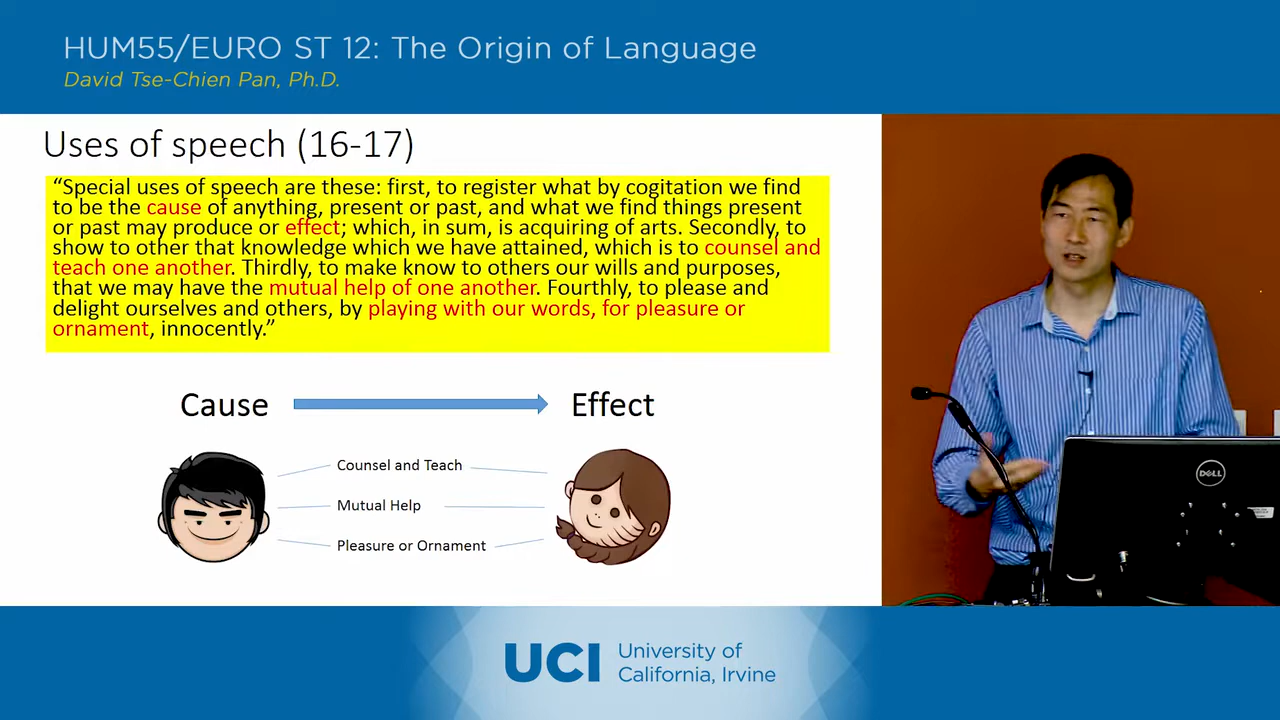 HUM55/EURO ST 12: The Origin of Language
David Tse-Chien Pan, Ph.D.
Uses of speech (16-17)
“Special uses of speech are these: first, to register what by cogitation we find
to be the cause of anything, present or past, and what we find things present
or past may produce or effect; which, in sum, is acquiring of arts. Secondly, to
show to other that knowledge which we have attained, which is to counsel and
teach one another. Thirdly, to make know to others our wills and purposes,
that we may have the mutual help of one another. Fourthly, to please and
delight ourselves and others, by playing with our words, for pleasure or
ornament, innocently.”
Cause
Effect
Counsel and Teach
Mutual Help
Pleasure or Ornament
DELL
UCI
University of
California, Irvine